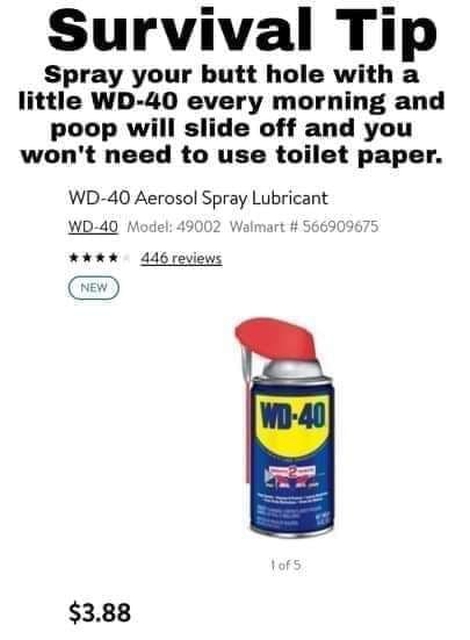 Survival Tip
Spray your butt hole with a
little WD-40 every morning and
poop will slide off and you
won't need to use toilet paper.
WD-40 Aerosol Spray Lubricant
WD-40 Model: 49002 Walmart # 566909675
446 reviews
NEW
WD-40
2
1 of 5
$3.88